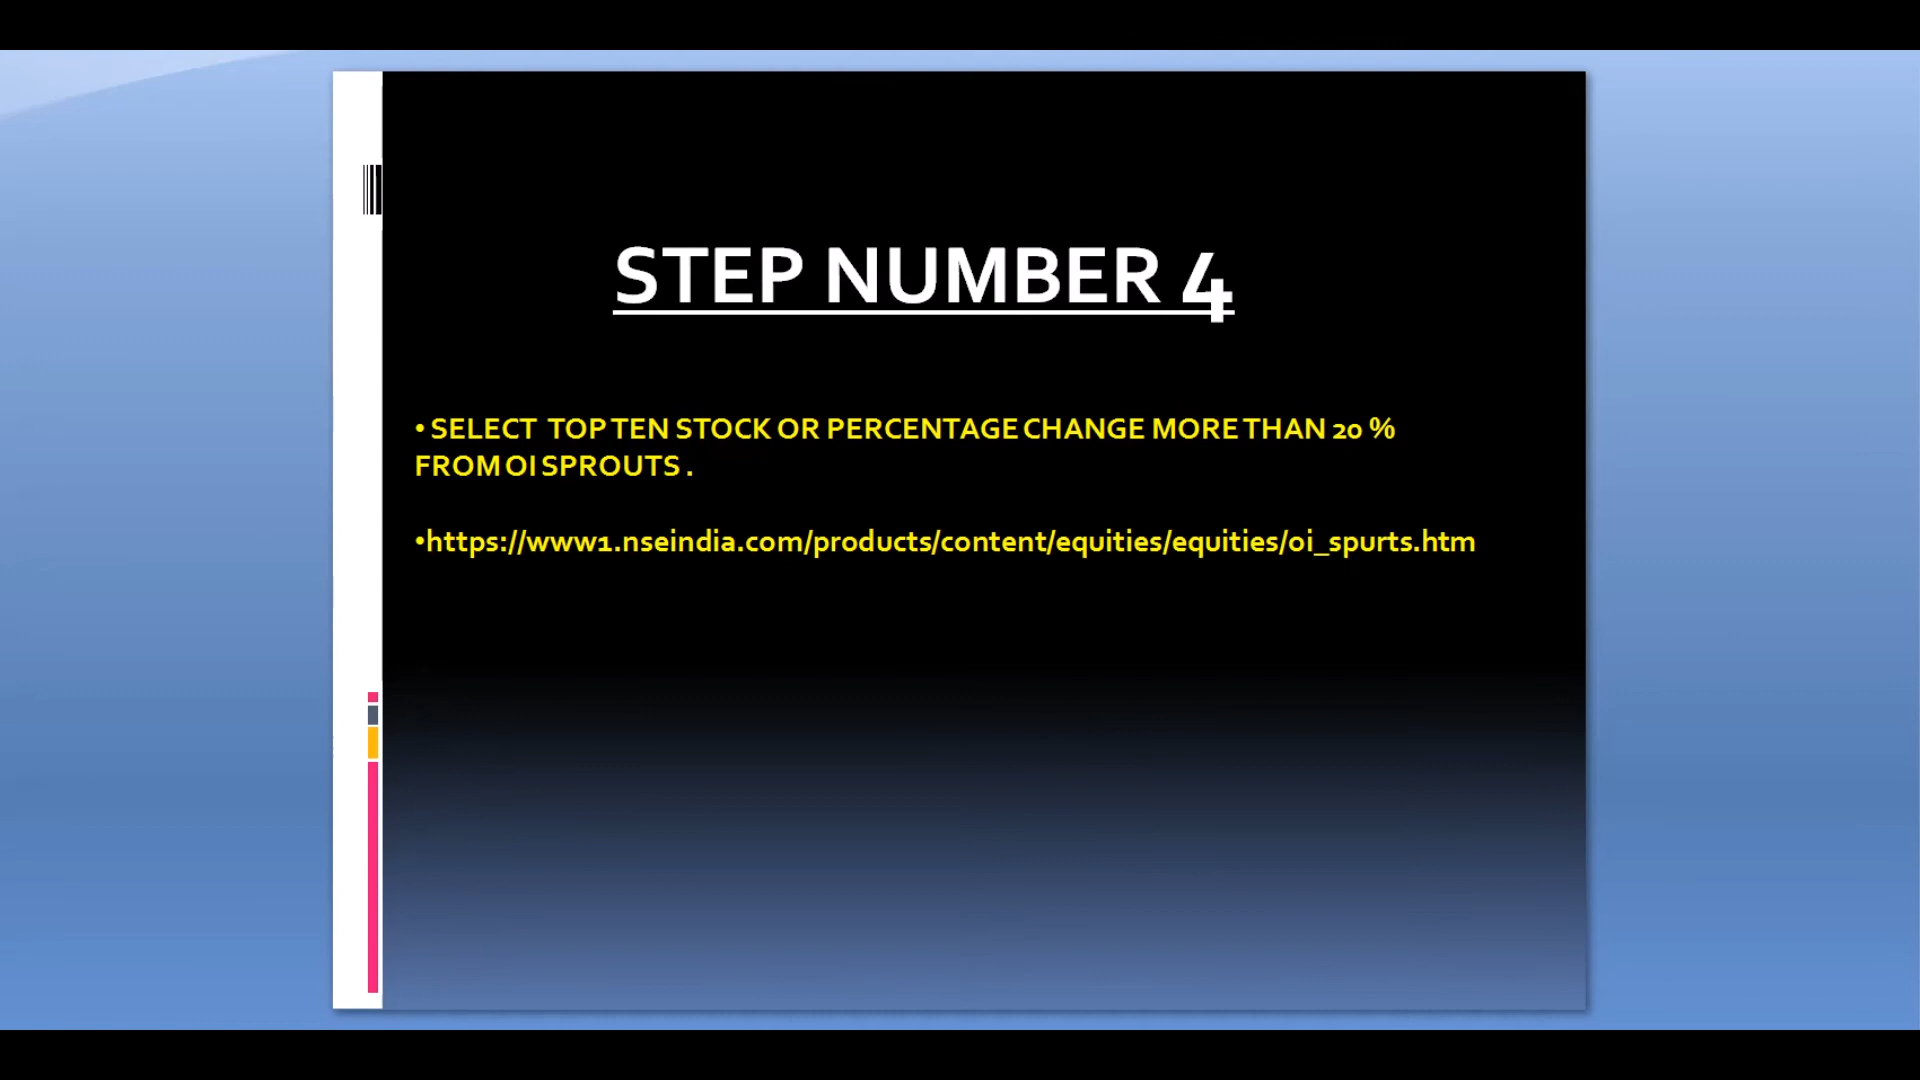 STEP NUMBER 4
• SELECT TOP TEN STOCK OR PERCENTAGE CHANGE MORE THAN 20 %
FROM OI SPROUTS .
•https://www1.nseindia.com/products/content/equities/equities/oi_spurts.htm